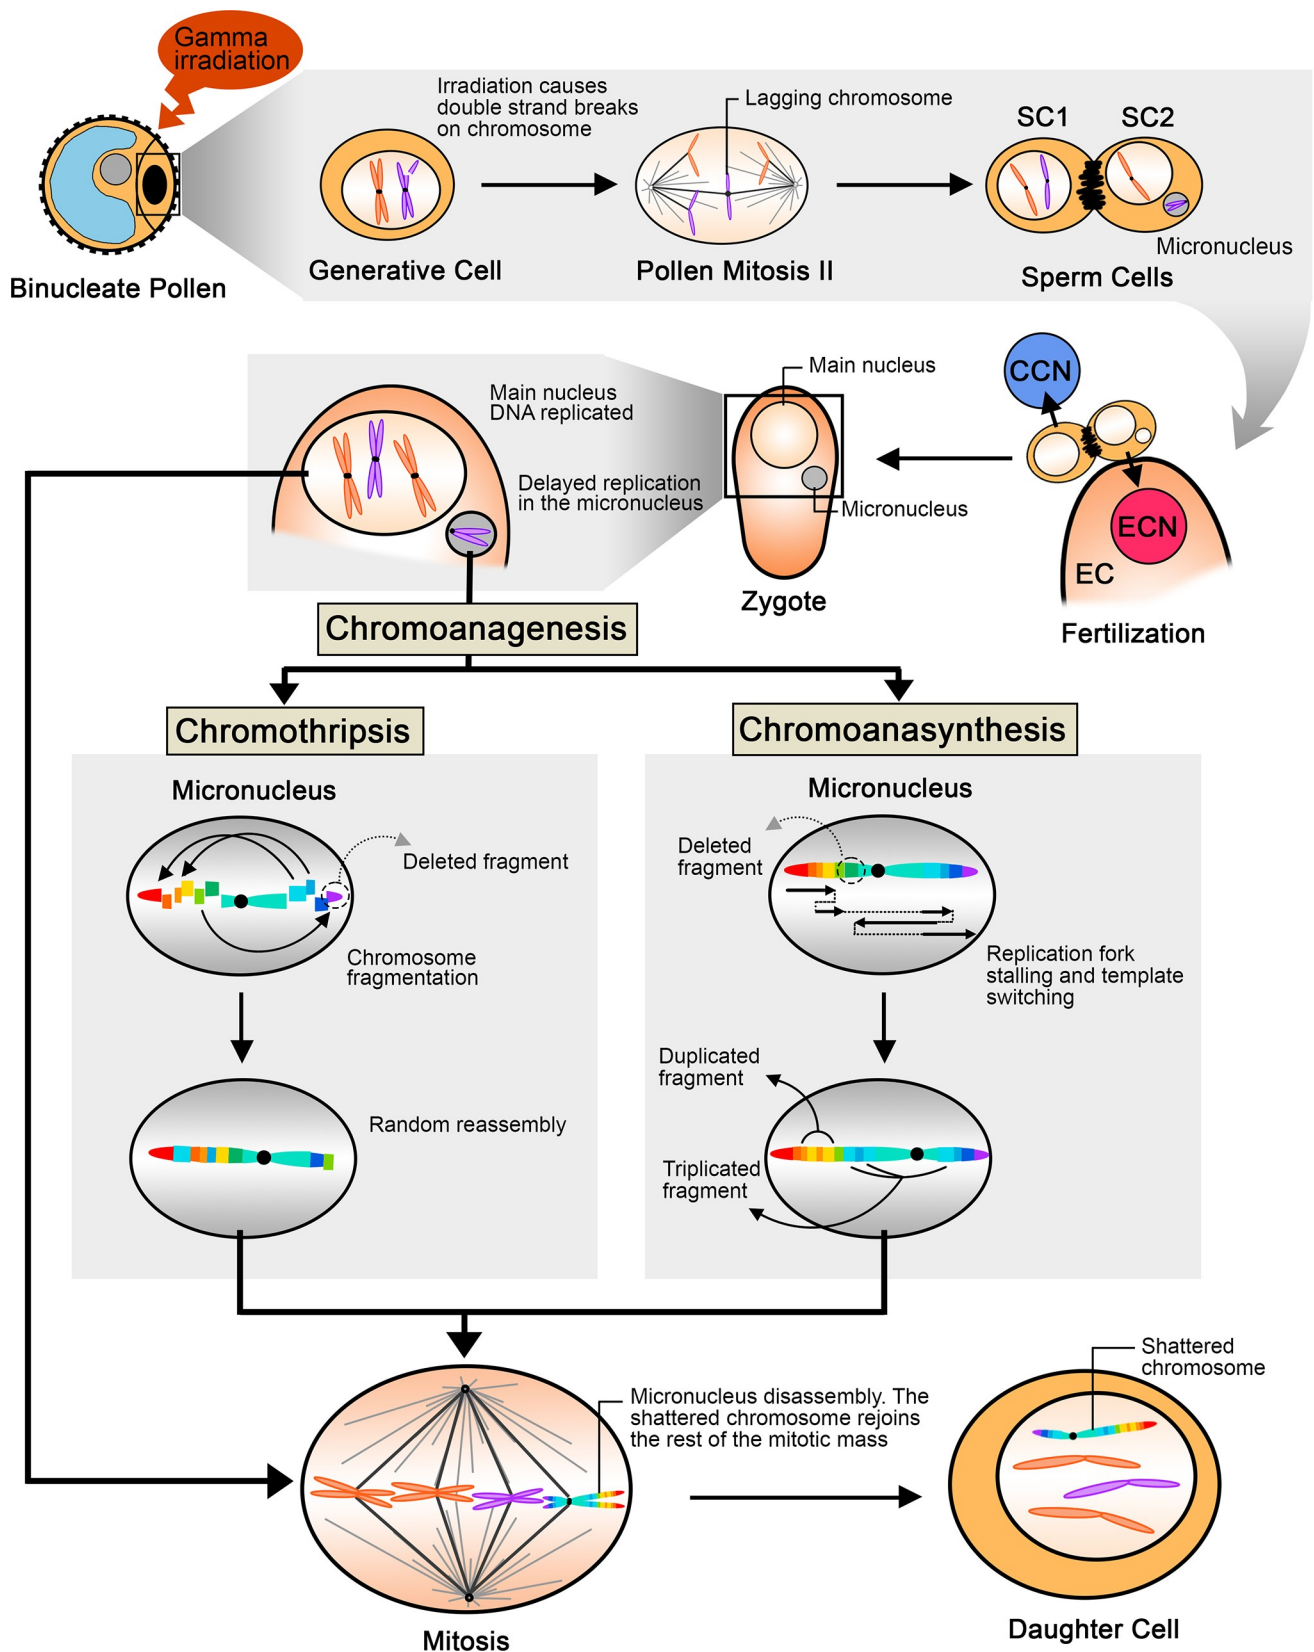 Gamma
irradiation
Binucleate Pollen
Irradiation causes
double strand breaks
on chromosome
Generative Cell
Lagging chromosome
Pollen Mitosis II
SC1
SC2
Micronucleus
Sperm Cells
Main nucleus
DNA replicated
Delayed replication
in the micronucleus
Main nucleus
Micronucleus
Zygote
CCN
ECN
EC
Fertilization
Chromoanagenesis
Chromothripsis
Micronucleus
Deleted fragment
Chromosome
fragmentation
Random reassembly
Chromoanasynthesis
Micronucleus
Deleted
fragment
Replication fork
stalling and template
switching
Duplicated
fragment
Triplicated
fragment
Micronucleus disassembly. The
shattered chromosome rejoins
the rest of the mitotic mass
Mitosis
Shattered
chromosome
Daughter Cell